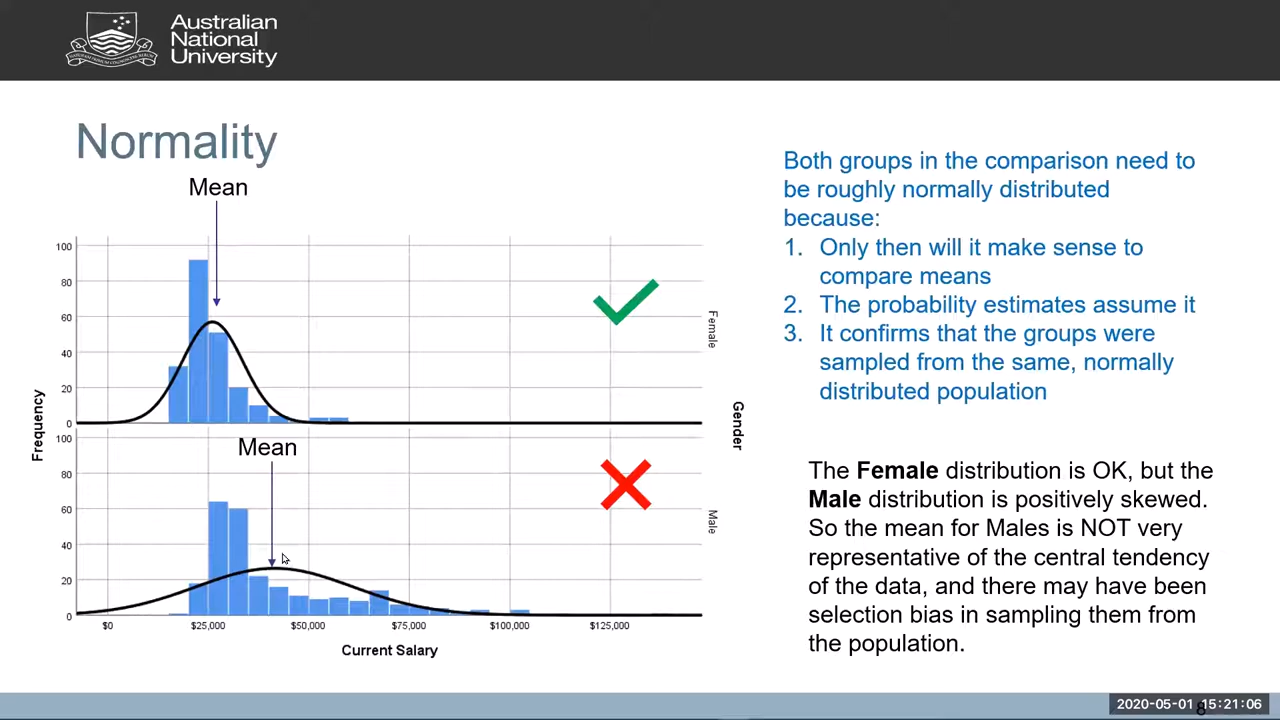 Australian
National
University
Normality
Mean
100
80
60
40
20
0
Female
Mean
100
80
60
40
20
0
Male
$0
$25,000
$50,000
$75,000
$100,000
$125,000
Frequency
Gender
Current Salary
Both groups in the comparison need to
be roughly normally distributed
because:
1. Only then will it make sense to
compare means
2. The probability estimates assume it
3. It confirms that the groups were
sampled from the same, normally
distributed population
The Female distribution is OK, but the
Male distribution is positively skewed.
So the mean for Males is NOT very
representative of the central tendency
of the data, and there may have been
selection bias in sampling them from
the population.
2020-05-01 15:21:06
8